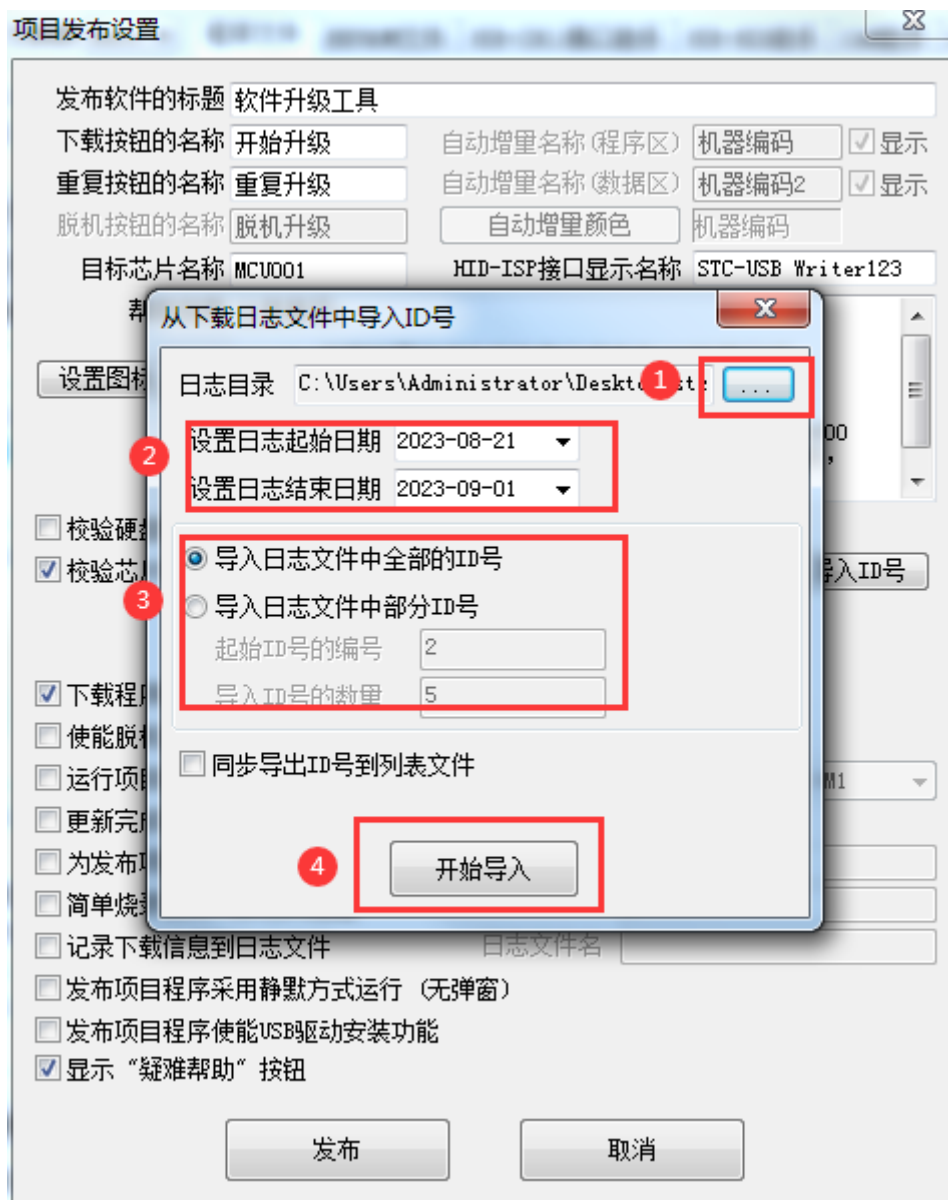 项目发布设置
发布软件的标题 软件升级工具
下载按钮的名称 开始升级 自动增量名称(程序区) 机器编码 显示
重复按钮的名称 重复升级 自动增量名称(数据区) 机器编码2 显示
脱机按钮的名称 脱机升级 自动增量颜色 机器编码
目标芯片名称 MCU001 HID-ISP接口显示名称 STC-USB Writer123
帮
从下载日志文件中导入ID号
设置图标
日志目录 C:\Users\Administrator\Deskt 1 ...
00
2 设置日志起始日期 2023-08-21
,
设置日志结束日期 2023-09-01
校验硬盘
导入日志文件中全部的ID号
校验芯片
导入ID号
3 导入日志文件中部分ID号
起始ID号的编号 2
下载程序
导入ID号的数量 5
使能脱机
运行项目
同步导出ID号到列表文件
M1
更新完成
为发布项
4 开始导入
简单烧录
记录下载信息到日志文件 日志文件名
发布项目程序采用静默方式运行 (无弹窗)
发布项目程序使能USB驱动安装功能
显示 “疑难帮助” 按钮
发布 取消